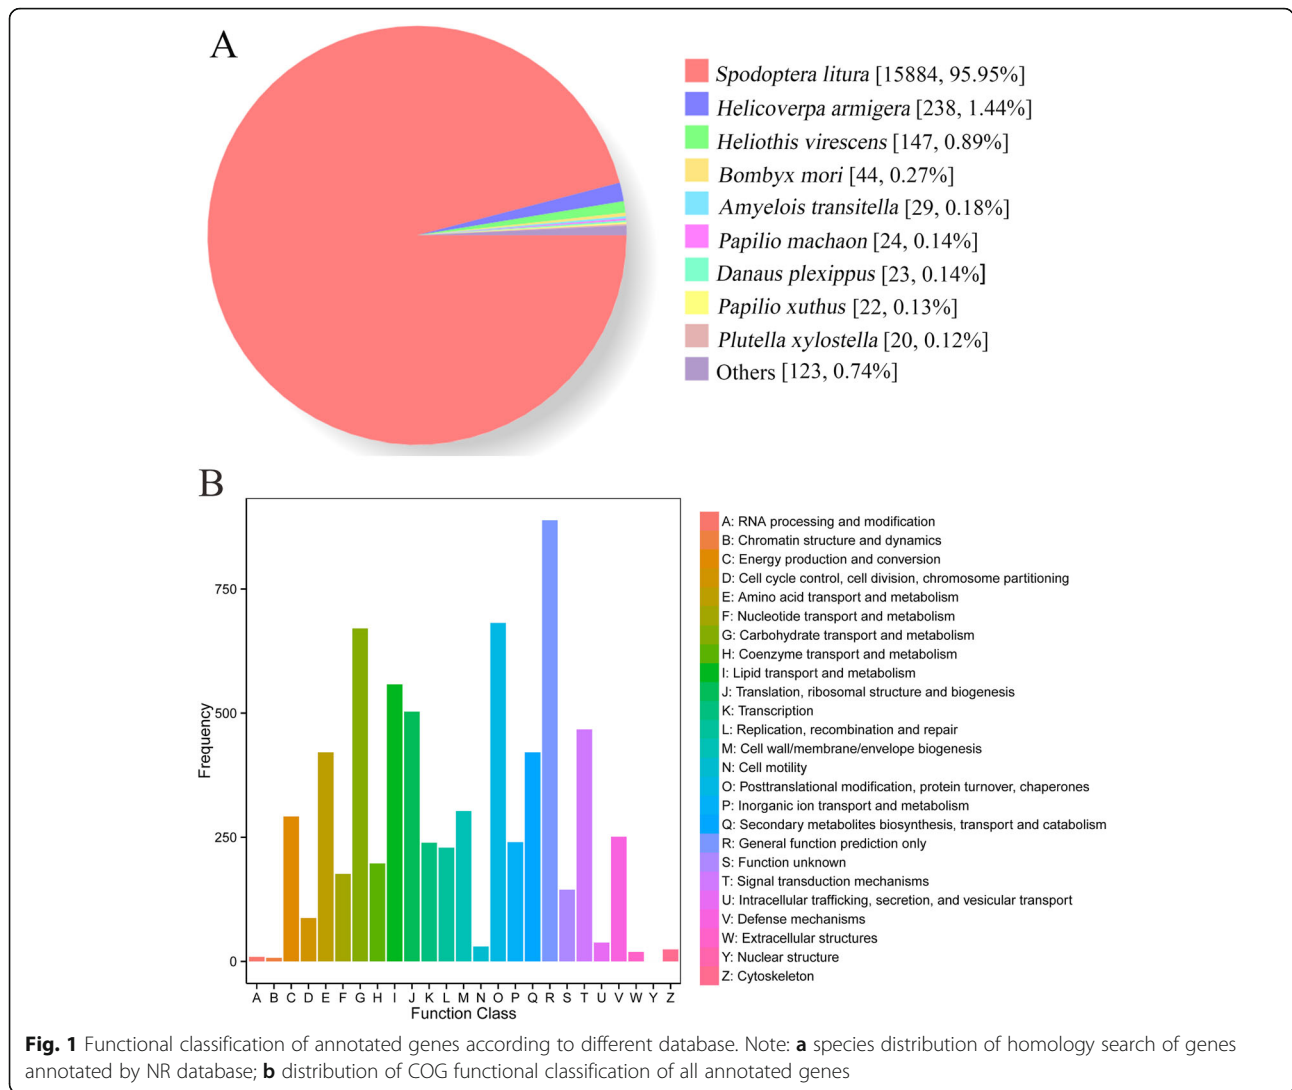 A
Spodoptera litura [15884, 95.95%]
Helicoverpa armigera [238, 1.44%]
Heliothis virescens [147, 0.89%]
Bombyx mori [44, 0.27%]
Amyelois transitella [29, 0.18%]
Papilio machaon [24, 0.14%]
Danaus plexippus [23, 0.14%]
Papilio xuthus [22, 0.13%]
Plutella xylostella [20, 0.12%]
Others [123, 0.74%]
B
Frequency
750
500
250
0
A B C D E F G H I J K L M N O P Q R S T U V W Y Z
Function Class
A: RNA processing and modification
B: Chromatin structure and dynamics
C: Energy production and conversion
D: Cell cycle control, cell division, chromosome partitioning
E: Amino acid transport and metabolism
F: Nucleotide transport and metabolism
G: Carbohydrate transport and metabolism
H: Coenzyme transport and metabolism
I: Lipid transport and metabolism
J: Translation, ribosomal structure and biogenesis
K: Transcription
L: Replication, recombination and repair
M: Cell wall/membrane/envelope biogenesis
N: Cell motility
O: Posttranslational modification, protein turnover, chaperones
P: Inorganic ion transport and metabolism
Q: Secondary metabolites biosynthesis, transport and catabolism
R: General function prediction only
S: Function unknown
T: Signal transduction mechanisms
U: Intracellular trafficking, secretion, and vesicular transport
V: Defense mechanisms
W: Extracellular structures
Y: Nuclear structure
Z: Cytoskeleton
Fig. 1 Functional classification of annotated genes according to different database. Note: a species distribution of homology search of genes
annotated by NR database; b distribution of COG functional classification of all annotated genes